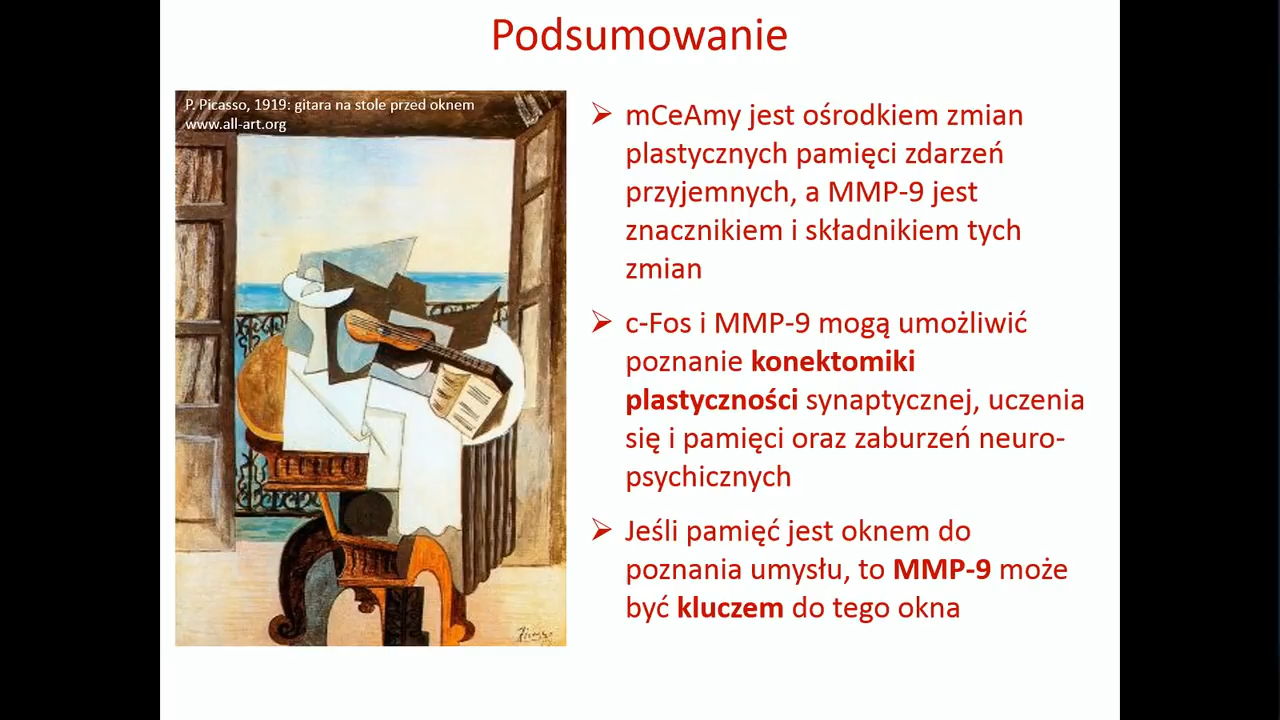 Podsumowanie
P. Picasso, 1919: gitara na stole przed oknem
www.all-art.org
mCeAmy jest ośrodkiem zmian
plastycznych pamięci zdarzeń
przyjemnych, a MMP-9 jest
znacznikiem i składnikiem tych
zmian
c-Fos i MMP-9 mogą umożliwić
poznanie konektomiki
plastyczności synaptycznej, uczenia
się i pamięci oraz zaburzeń neuro-
psychicznych
Jeśli pamięć jest oknem do
poznania umysłu, to MMP-9 może
być kluczem do tego okna
Picasso